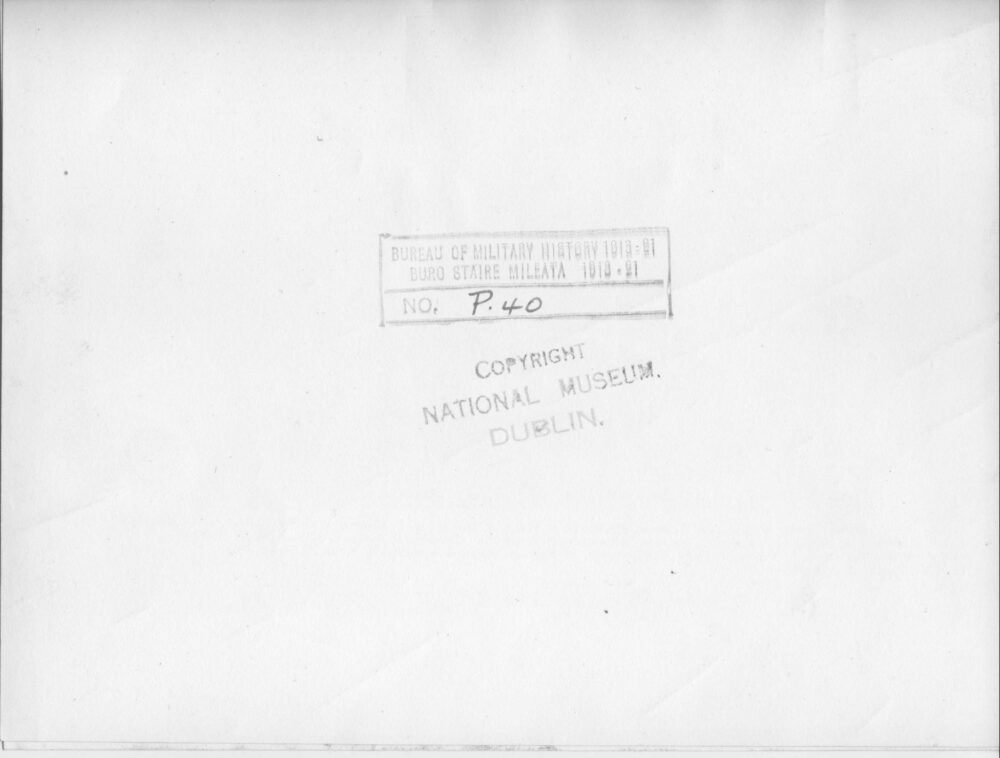 BUREAU OF MILITARY HISTORY 1913-21
BURO STAIRE MILEATA 1913-21
NO. P. 40
COPYRIGHT
NATIONAL MUSEUM.
DUBLIN.